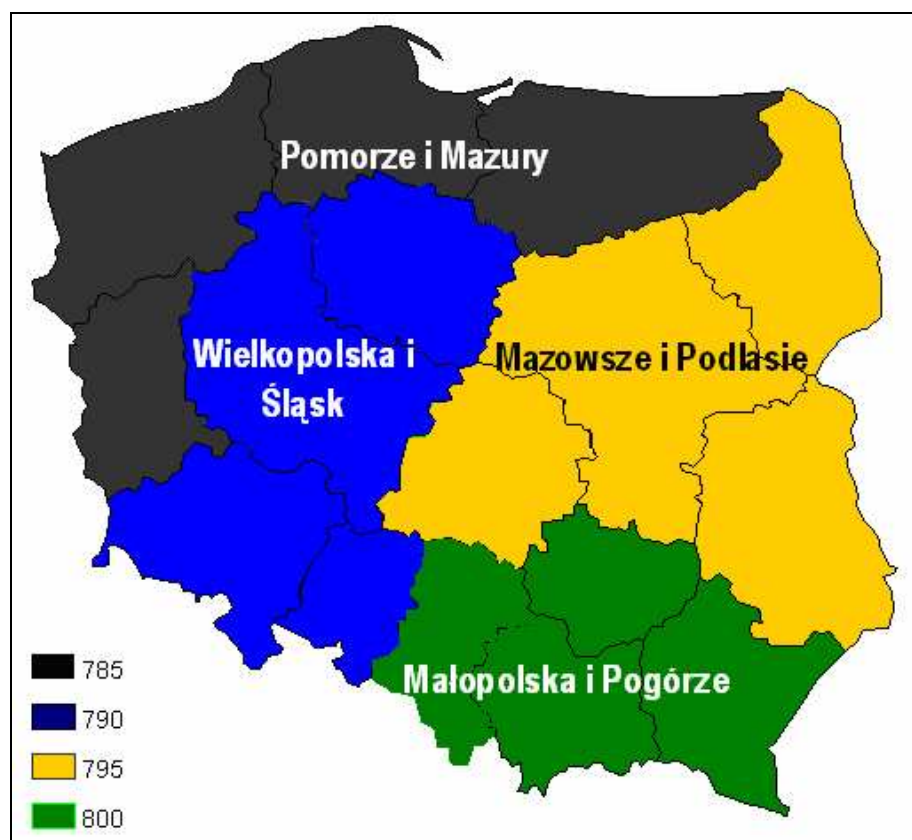 Pomorze i Mazury
Wielkopolska i
Śląsk
Mazowsze i Podlasie
Małopolska i Pogórze
785
790
795
800